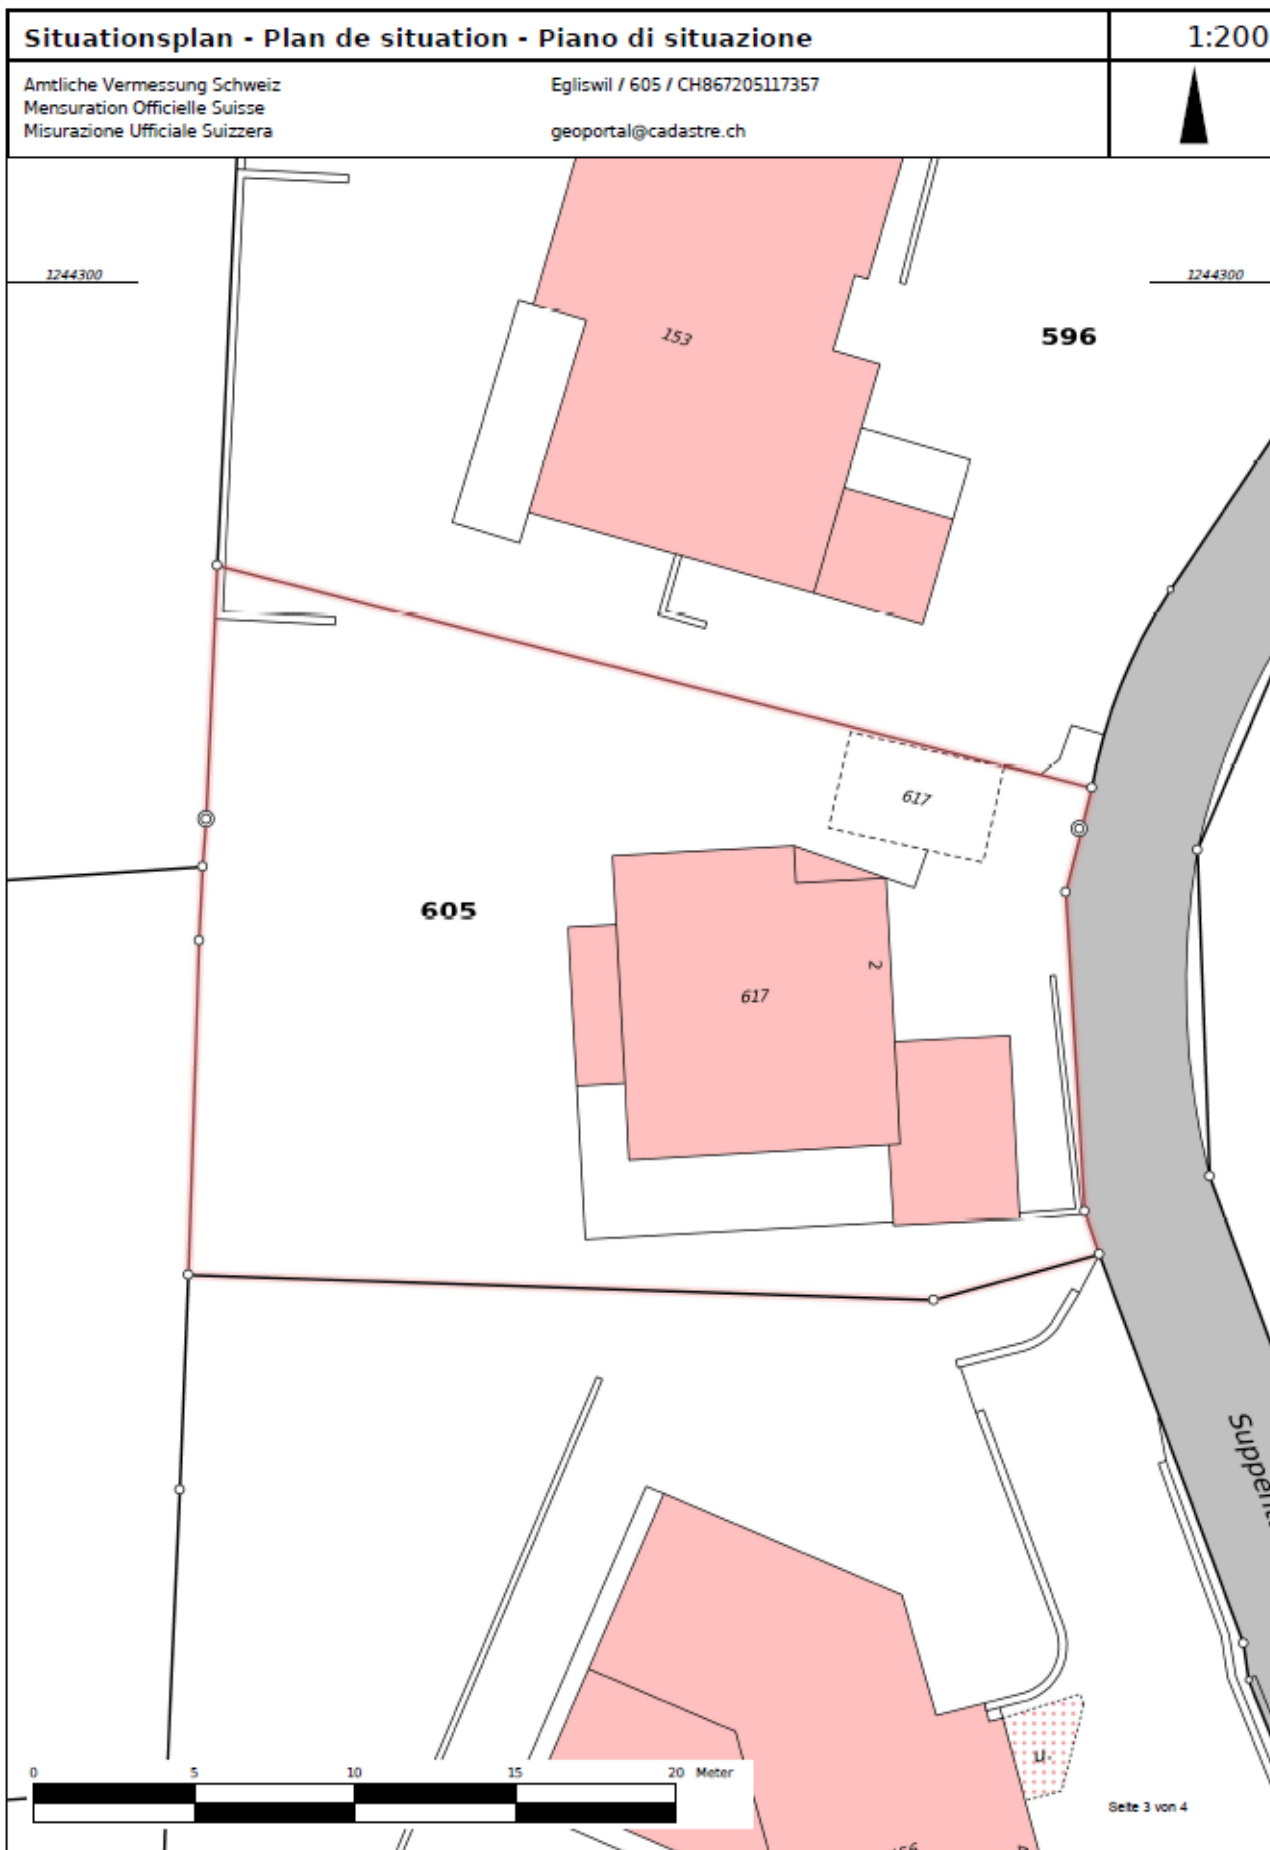 Situationsplan - Plan de situation - Piano di situazione
1:200
Amtliche Vermessung Schweiz
Mensuration Officielle Suisse
Misurazione Ufficiale Suizzera
Egliswil / 605 / CH867205117357
geoportal@cadastre.ch
1244300
1244300
153
596
617
605
2
617
u.
0 5 10 15 20 Meter
Seite 3 von 4